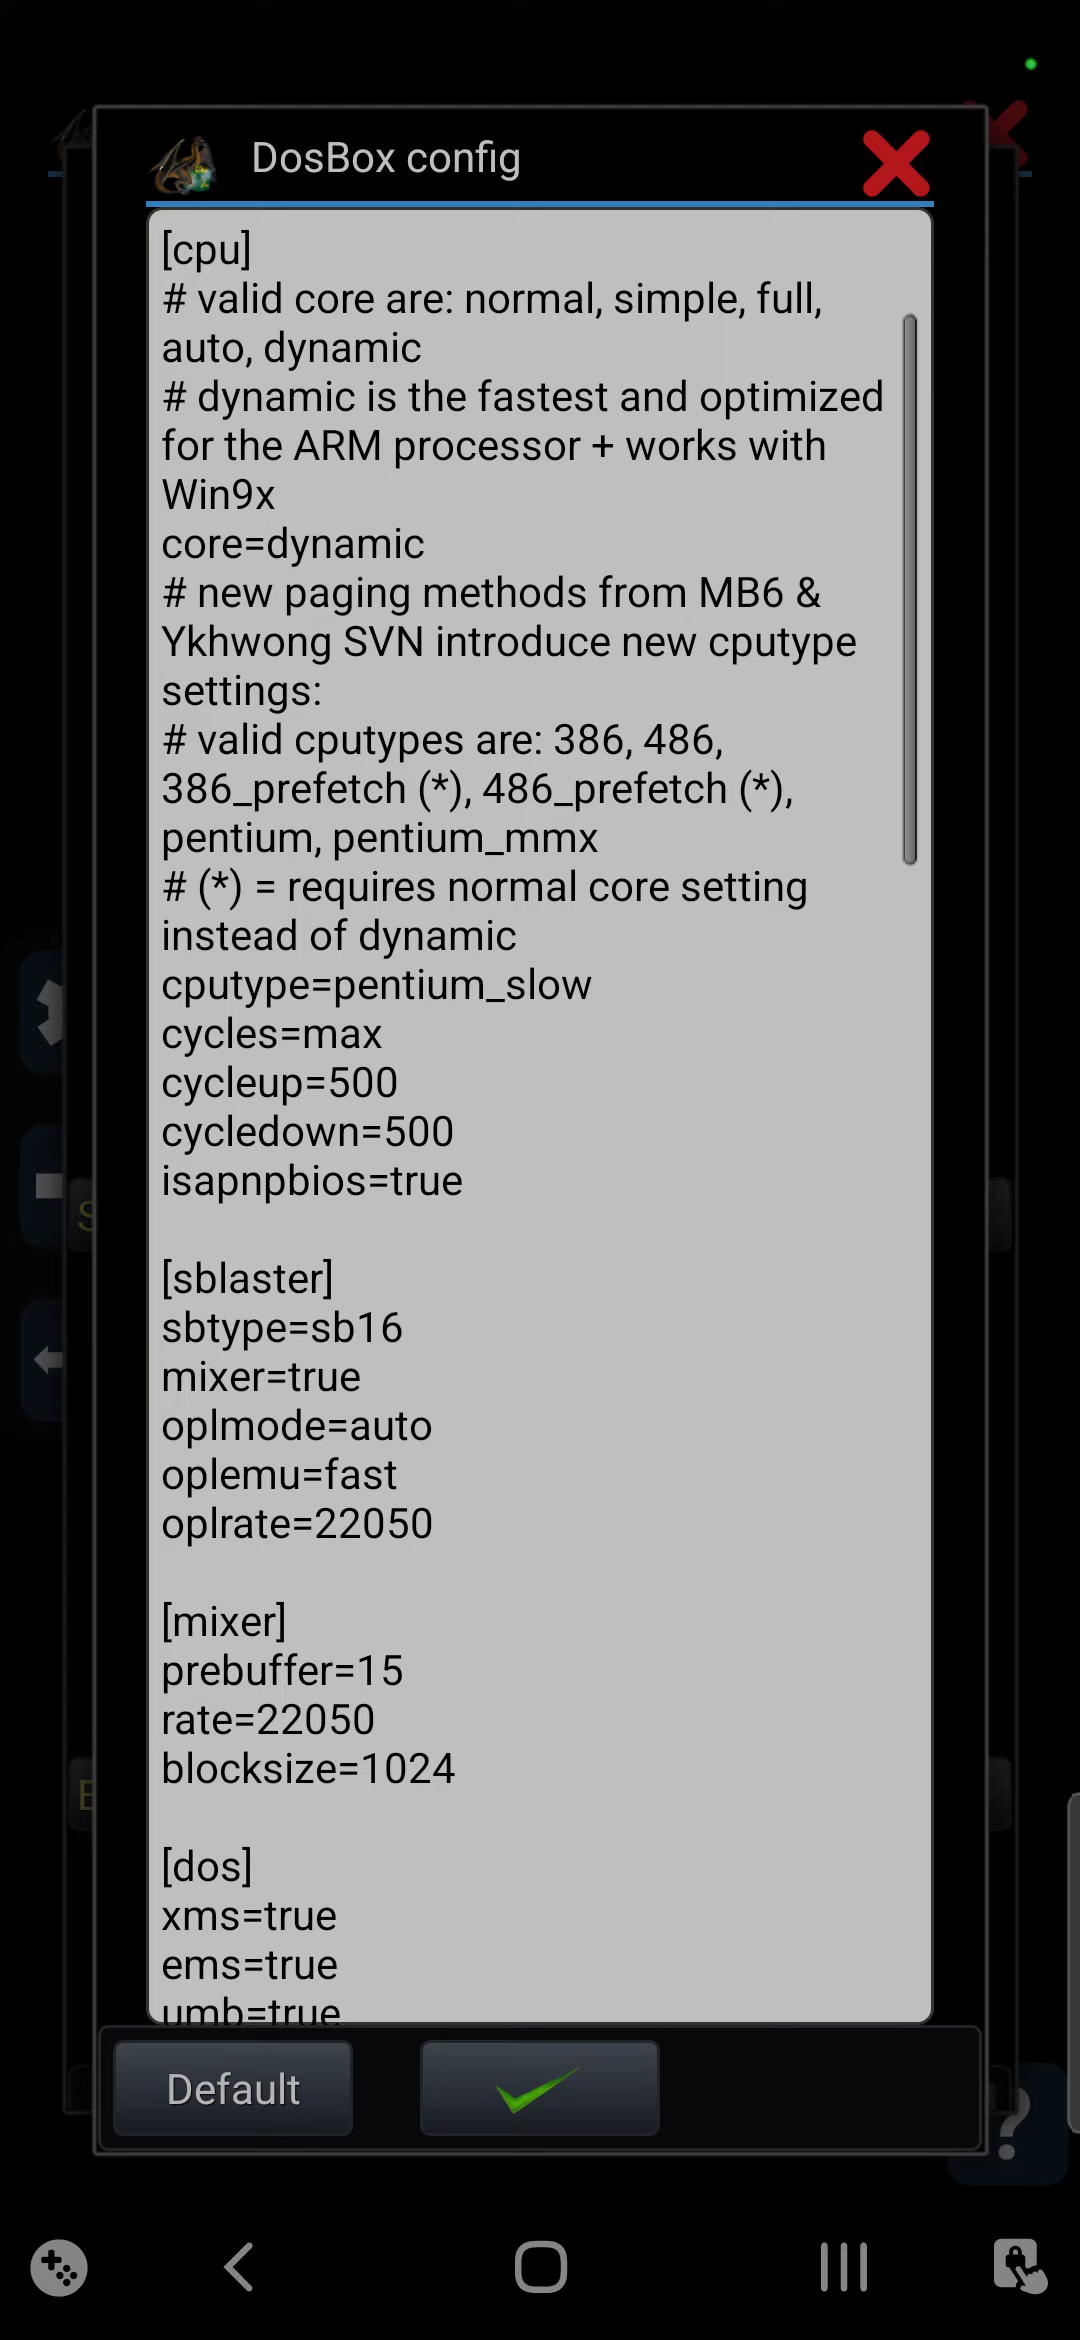 DosBox config
[cpu]
# valid core are: normal, simple, full,
auto, dynamic
# dynamic is the fastest and optimized
for the ARM processor + works with
Win9x
core=dynamic
# new paging methods from MB6 &
Ykhwong SVN introduce new cputype
settings:
# valid cputypes are: 386, 486,
386_prefetch (*), 486_prefetch (*),
pentium, pentium_mmx
# (*) = requires normal core setting
instead of dynamic
cputype=pentium_slow
cycles=max
cycleup=500
cycledown=500
isapnpbios=true
[sblaster]
sbtype=sb16
mixer=true
oplmode=auto
oplemu=fast
oplrate=22050
[mixer]
prebuffer=15
rate=22050
blocksize=1024
[dos]
xms=true
ems=true
umb=true
Default
?